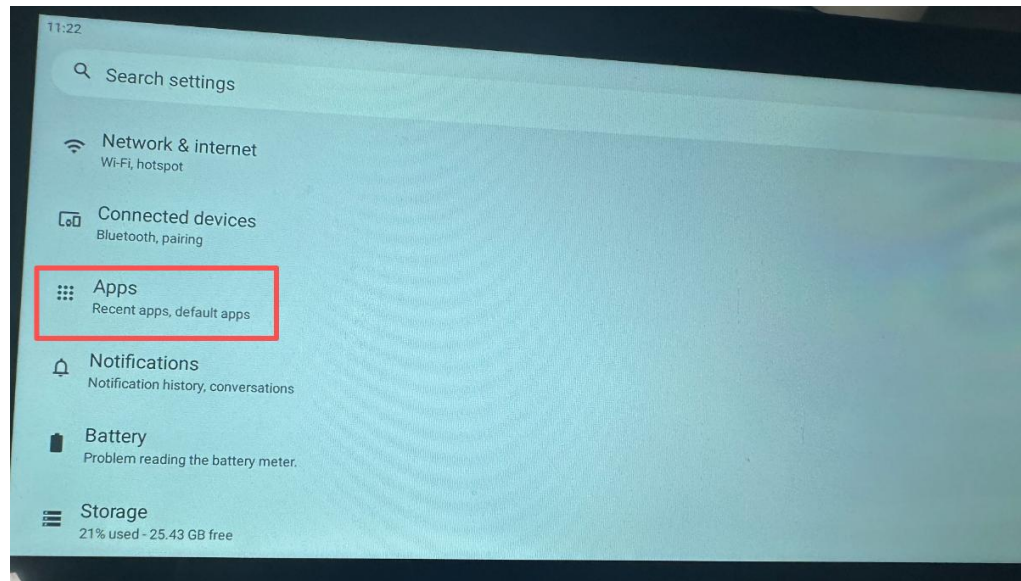 11:22
Search settings
Network & internet
Wi-Fi, hotspot
Connected devices
Bluetooth, pairing
Apps
Recent apps, default apps
Notifications
Notification history, conversations
Battery
Problem reading the battery meter.
Storage
21% used - 25.43 GB free